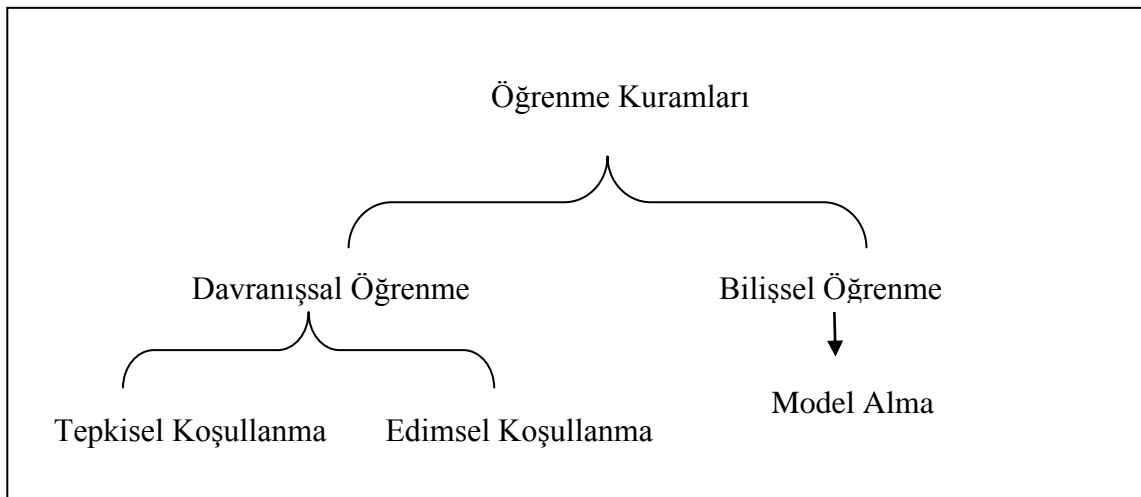 Öğrenme Kuramları
Davranışsal Öğrenme
Bilişsel Öğrenme
Model Alma
Tepkisel Koşullanma
Edimsel Koşullanma